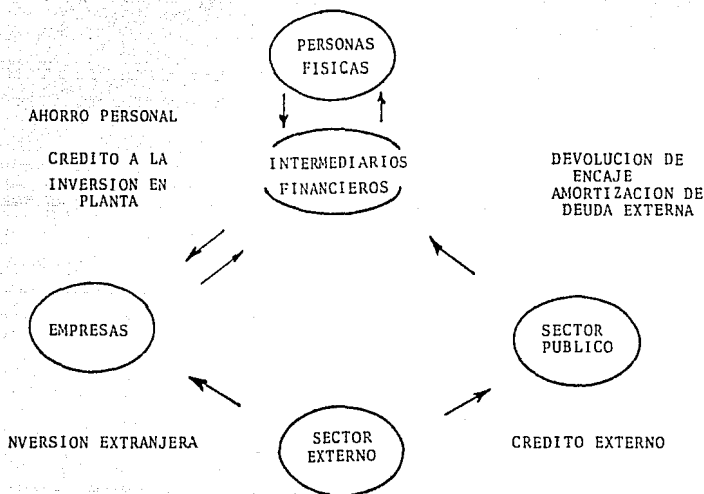 PERSONAS
FISICAS
AHORRO PERSONAL
CREDITO A LA
INVERSION EN
PLANTA
INTERMEDIARIOS
FINANCIEROS
DEVOLUCION DE
ENCAJE
AMORTIZACION DE
DEUDA EXTERNA
EMPRESAS
SECTOR
PUBLICO
NVERSION EXTRANJERA
SECTOR
EXTERNO
CREDITO EXTERNO